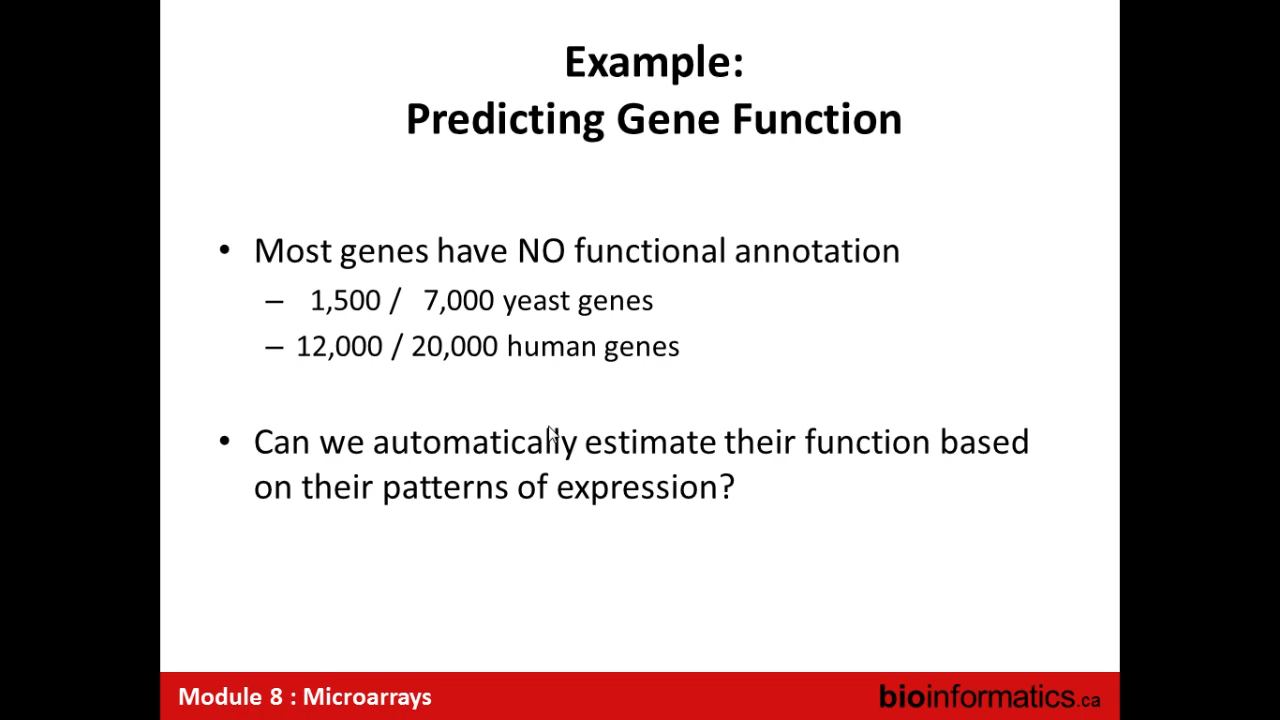 Example:
Predicting Gene Function
• Most genes have NO functional annotation
– 1,500 / 7,000 yeast genes
– 12,000 / 20,000 human genes
• Can we automatically estimate their function based
on their patterns of expression?
Module 8 : Microarrays
bioinformatics.ca